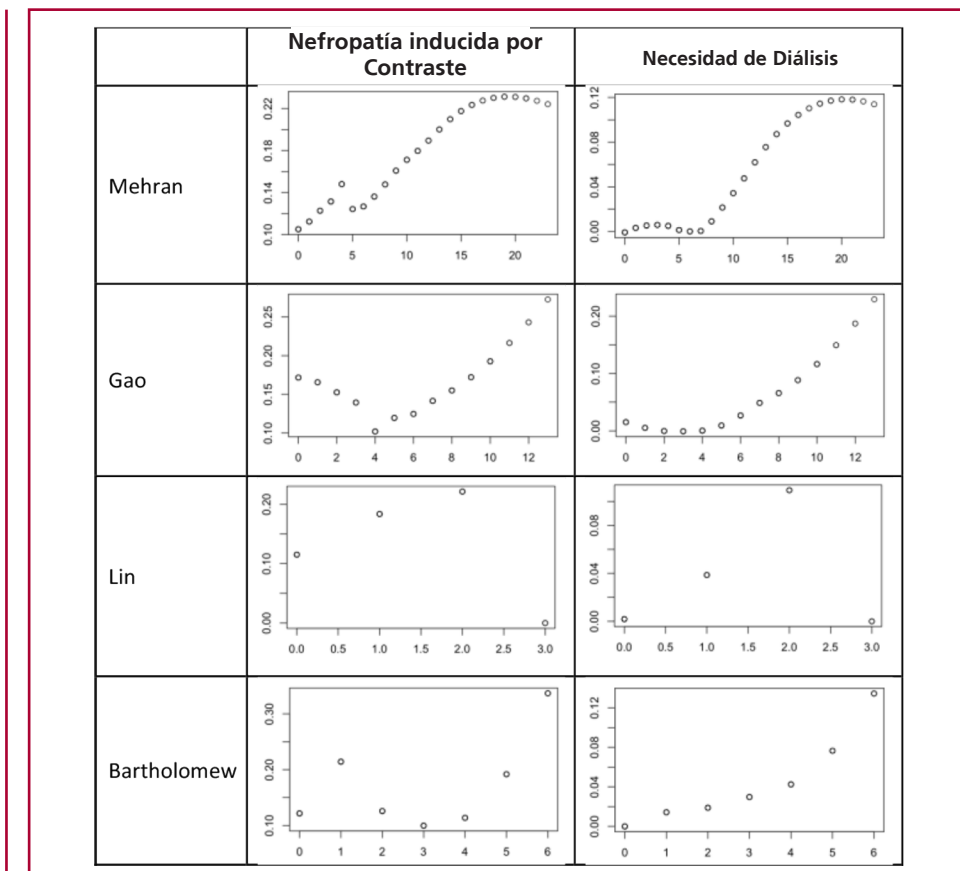 Nefropatía inducida por
Contraste
Necesidad de Diálisis
Mehran
0.22
0.18
0.14
0.10
0 5 10 15 20
0.12
0.04
0.00
0 5 10 15 20
Gao
0.25
0.20
0.15
0.10
0 2 4 6 8 10 12
0.20
0.10
0.00
0 2 4 6 8 10 12
Lin
0.20
0.10
0.00
0.0 0.5 1.0 1.5 2.0 2.5 3.0
0.08
0.04
0.00
0.0 0.5 1.0 1.5 2.0 2.5 3.0
Bartholomew
0.30
0.20
0.10
0 1 2 3 4 5 6
0.12
0.08
0.04
0.00
0 1 2 3 4 5 6